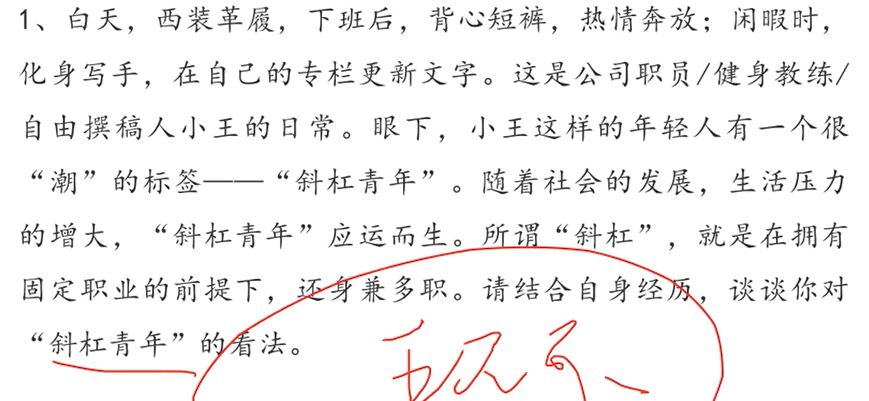 1、白天，西装革履，下班后，背心短裤，热情奔放；闲暇时，
化身写手，在自己的专栏更新文字。这是公司职员/健身教练/
自由撰稿人小王的日常。眼下，小王这样的年轻人有一个很
“潮”的标签——“斜杠青年”。随着社会的发展，生活压力
的增大，“斜杠青年”应运而生。所谓“斜杠”，就是在拥有
固定职业的前提下，还身兼多职。请结合自身经历，谈谈你对
“斜杠青年”的看法。